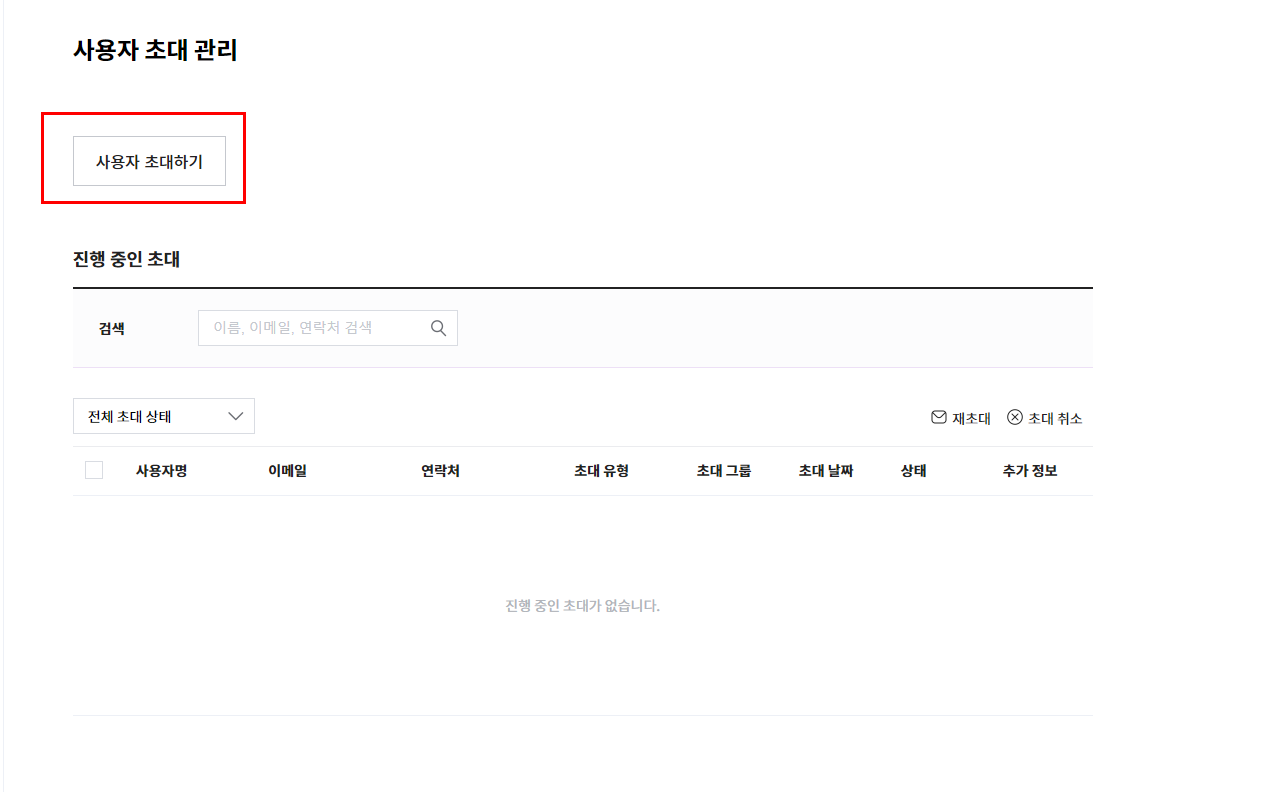 사용자 초대 관리
사용자 초대하기
진행 중인 초대
검색 이름, 이메일, 연락처 검색
전체 초대 상태 재초대 초대 취소
사용자명 이메일 연락처 초대 유형 초대 그룹 초대 날짜 상태 추가 정보
진행 중인 초대가 없습니다.